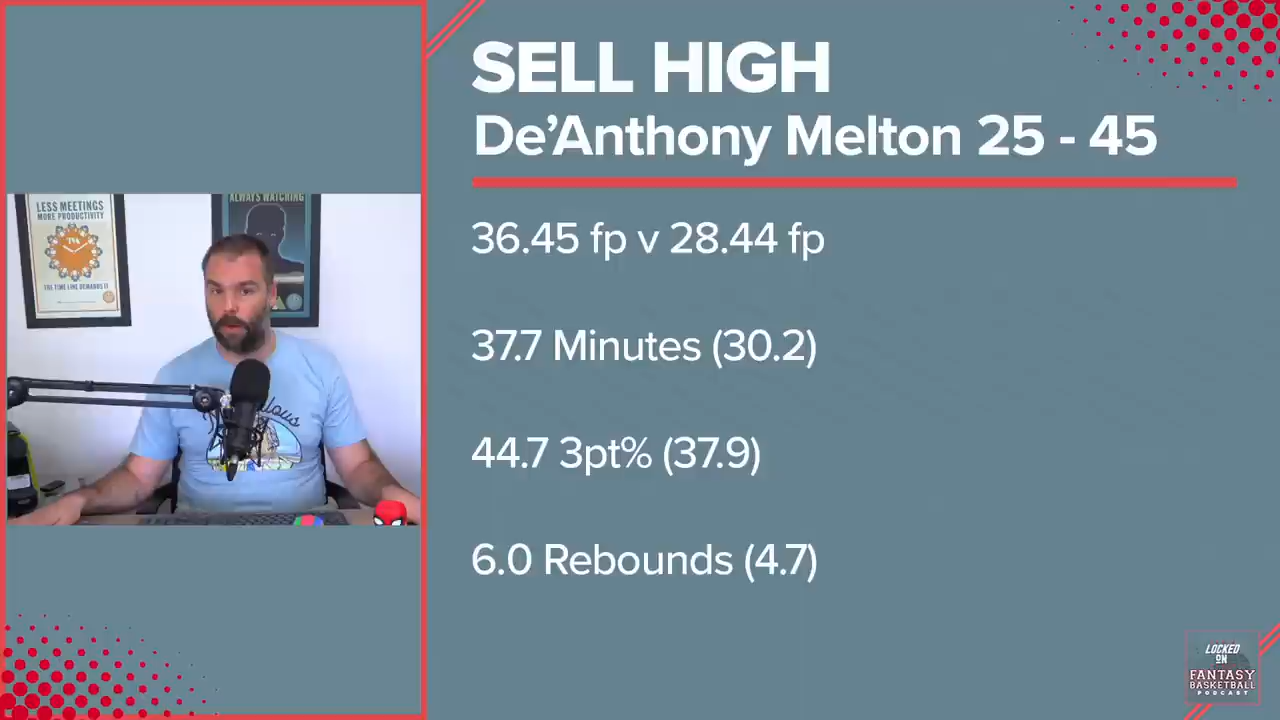 SELL HIGH
De’Anthony Melton 25 - 45
36.45 fp v 28.44 fp
37.7 Minutes (30.2)
44.7 3pt% (37.9)
6.0 Rebounds (4.7)
LESS MEETINGS
MORE PRODUCTIVITY
TVA
ALWAYS WATCHING
LOCKED
ON
FANTASY
BASKETBALL
PODCAST